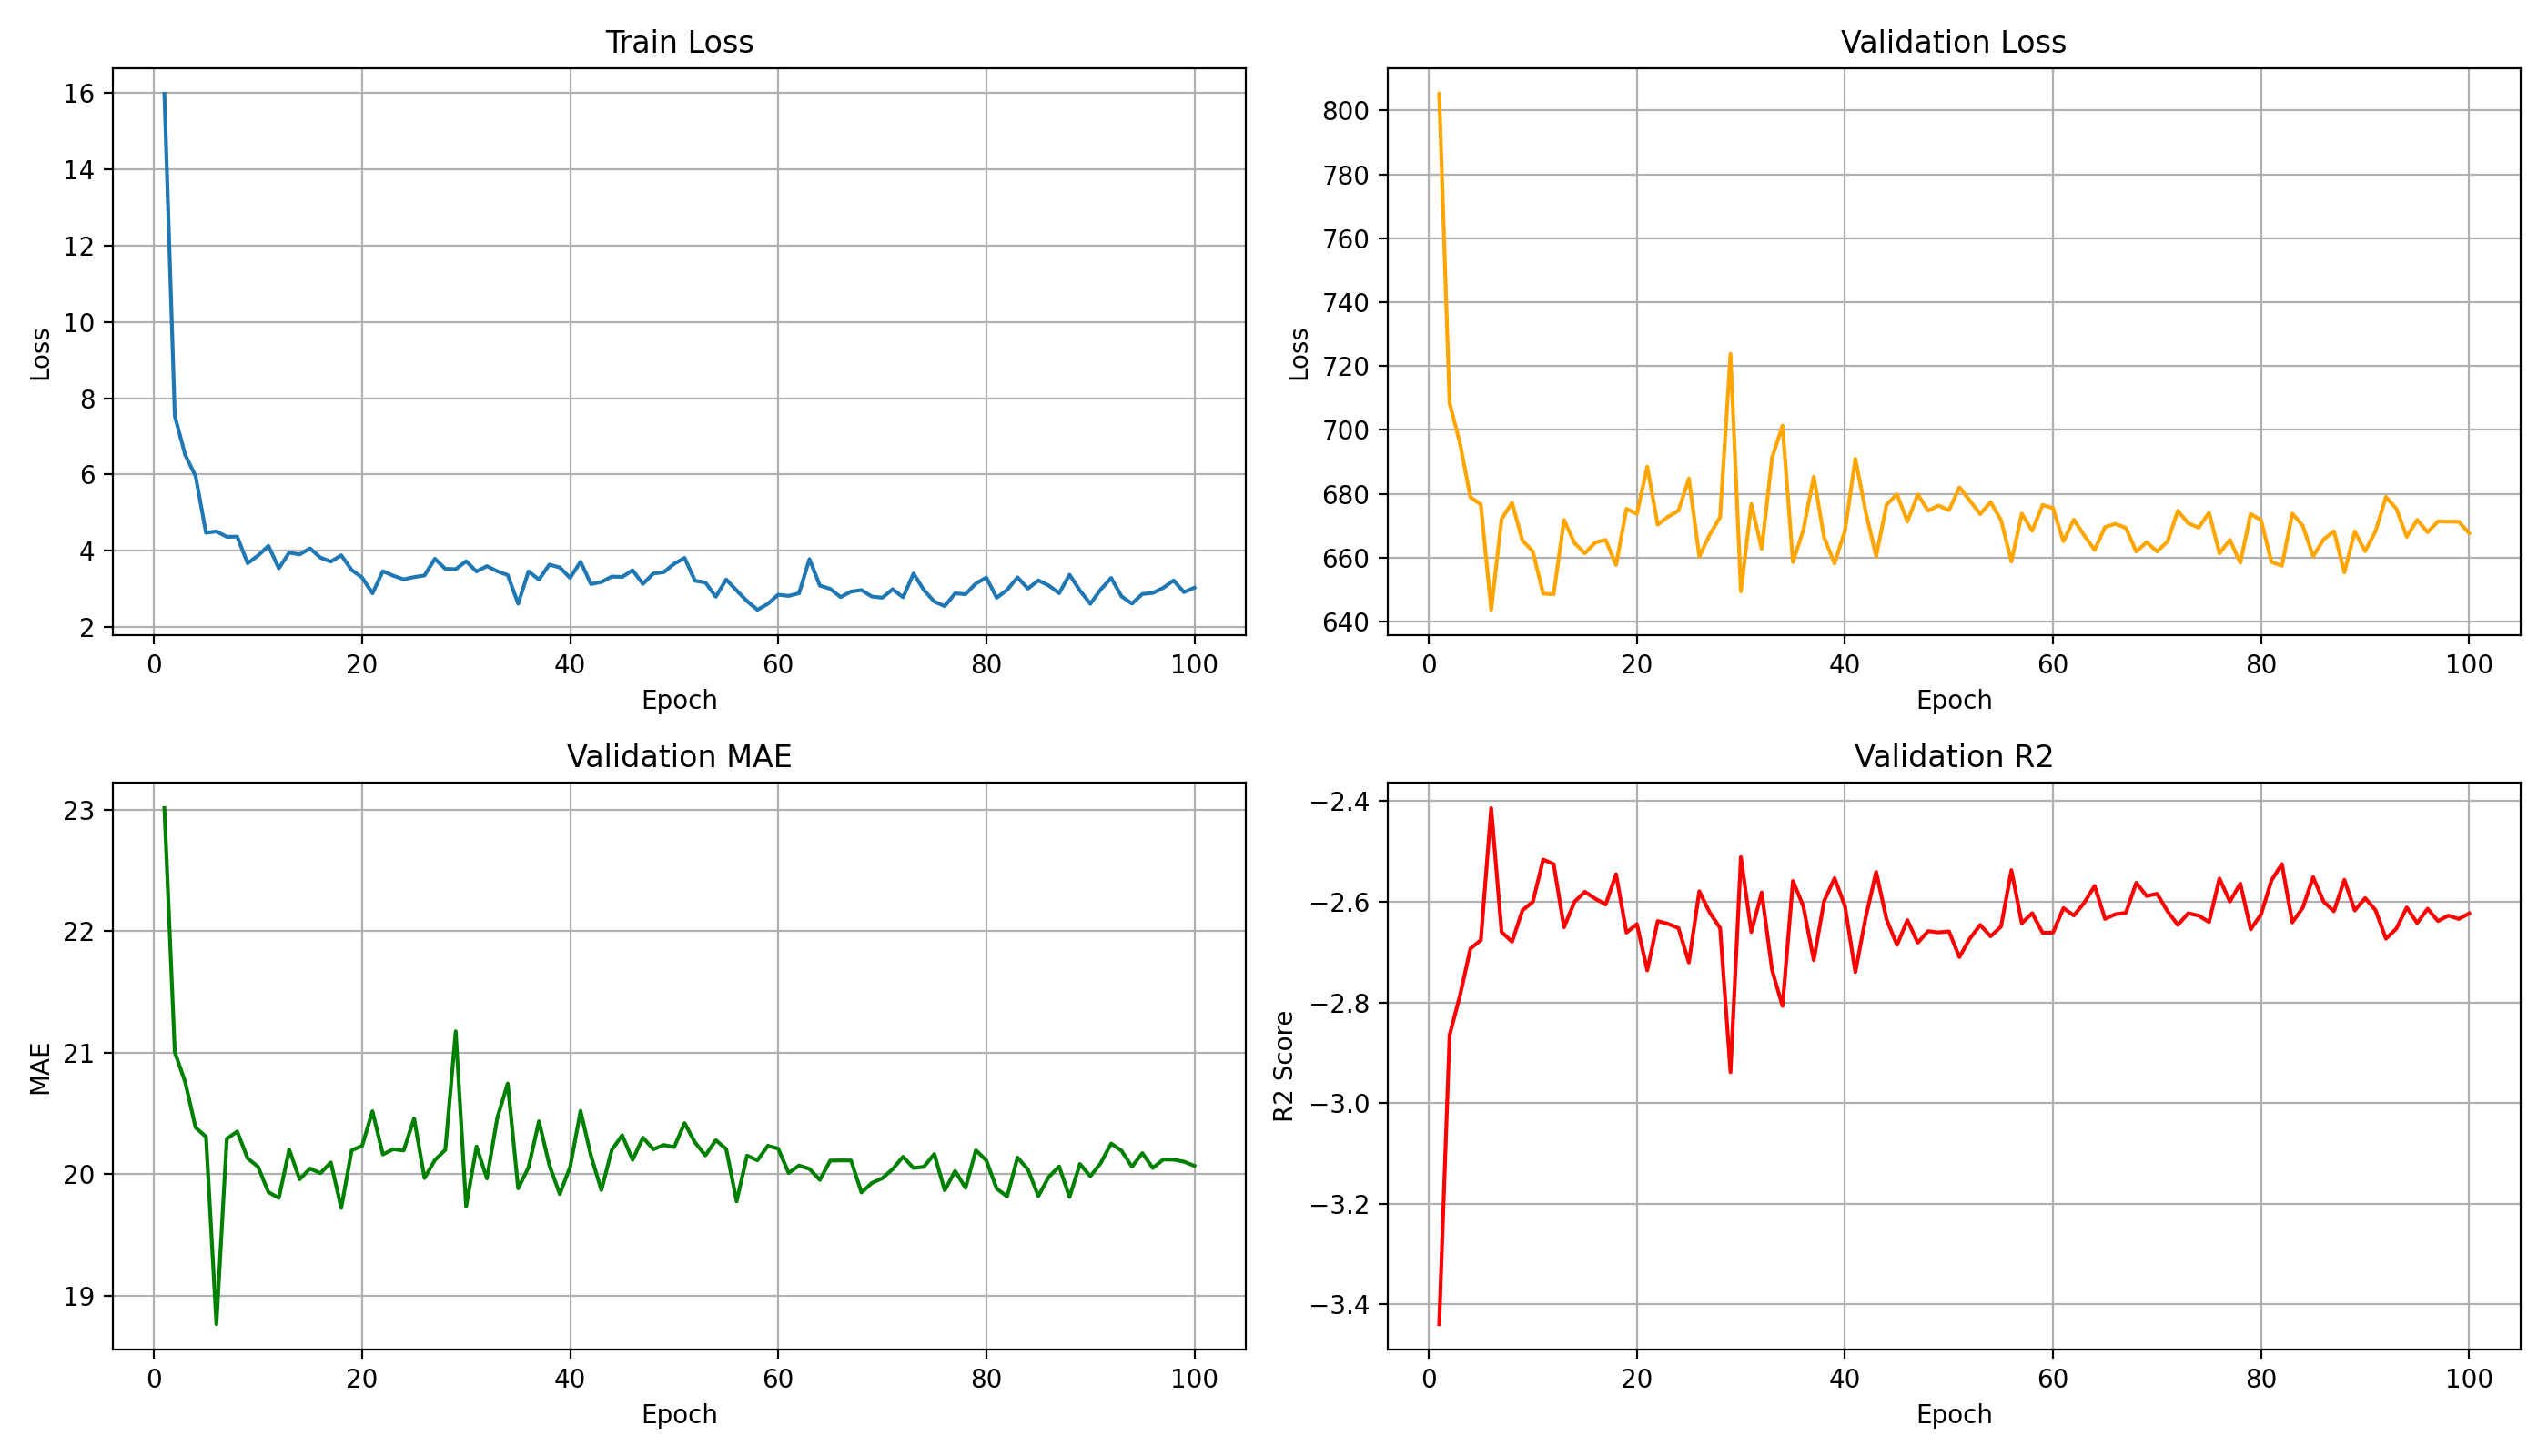 Train Loss
Loss
16
14
12
10
8
6
4
2
0 20 40 60 80 100
Epoch
Validation Loss
Loss
800
780
760
740
720
700
680
660
640
0 20 40 60 80 100
Epoch
Validation MAE
MAE
23
22
21
20
19
0 20 40 60 80 100
Epoch
Validation R2
R2 Score
−2.4
−2.6
−2.8
−3.0
−3.2
−3.4
0 20 40 60 80 100
Epoch